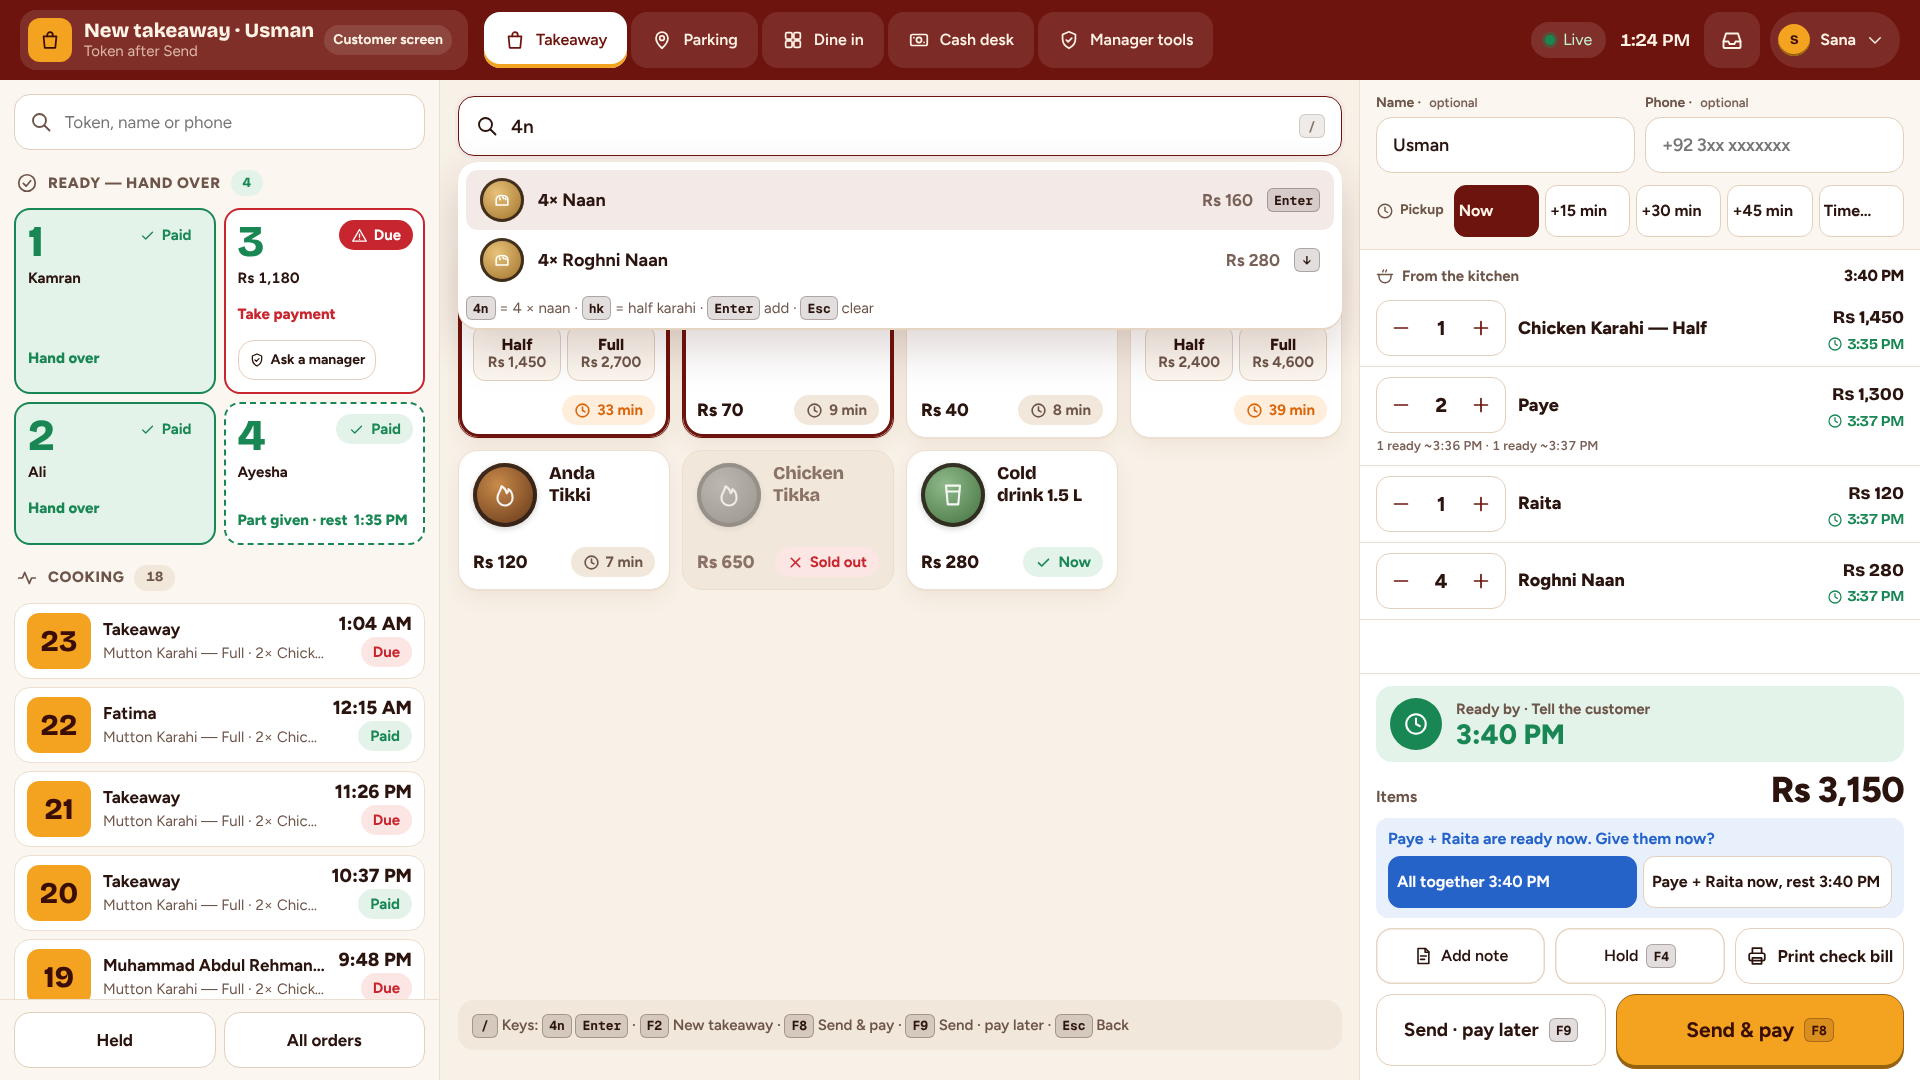 New takeaway · Usman
Token after Send
Customer screen
Takeaway
Parking
Dine in
Cash desk
Manager tools
Live
1:24 PM
S
Sana
Token, name or phone
READY — HAND OVER 4
1
Paid
Kamran
Hand over
3
Due
Rs 1,180
Take payment
Ask a manager
2
Paid
Ali
Hand over
4
Paid
Ayesha
Part given · rest 1:35 PM
COOKING 18
23
Takeaway
1:04 AM
Mutton Karahi — Full · 2× Chick...
Due
22
Fatima
12:15 AM
Mutton Karahi — Full · 2× Chic...
Paid
21
Takeaway
11:26 PM
Mutton Karahi — Full · 2× Chic...
Due
20
Takeaway
10:37 PM
Mutton Karahi — Full · 2× Chic...
Paid
19
Muhammad Abdul Rehman...
9:48 PM
Mutton Karahi — Full · 2× Chic...
Due
Held
All orders
4n
/
4× Naan
Rs 160
Enter
4× Roghni Naan
Rs 280
↓
4n = 4 × naan · hk = half karahi · Enter add · Esc clear
Half
Rs 1,450
Full
Rs 2,700
33 min
Rs 70
9 min
Rs 40
8 min
Half
Rs 2,400
Full
Rs 4,600
39 min
Anda
Tikki
Rs 120
7 min
Chicken
Tikka
Rs 650
Sold out
Cold
drink 1.5 L
Rs 280
Now
/ Keys: 4n Enter · F2 New takeaway · F8 Send & pay · F9 Send · pay later · Esc Back
Name · optional
Phone · optional
Usman
+92 3xx xxxxxxx
Pickup
Now
+15 min
+30 min
+45 min
Time...
From the kitchen
3:40 PM
− 1 +
Chicken Karahi — Half
Rs 1,450
3:35 PM
− 2 +
Paye
Rs 1,300
3:37 PM
1 ready ~3:36 PM · 1 ready ~3:37 PM
− 1 +
Raita
Rs 120
3:37 PM
− 4 +
Roghni Naan
Rs 280
3:37 PM
Ready by · Tell the customer
3:40 PM
Items
Rs 3,150
Paye + Raita are ready now. Give them now?
All together 3:40 PM
Paye + Raita now, rest 3:40 PM
Add note
Hold F4
Print check bill
Send · pay later F9
Send & pay F8